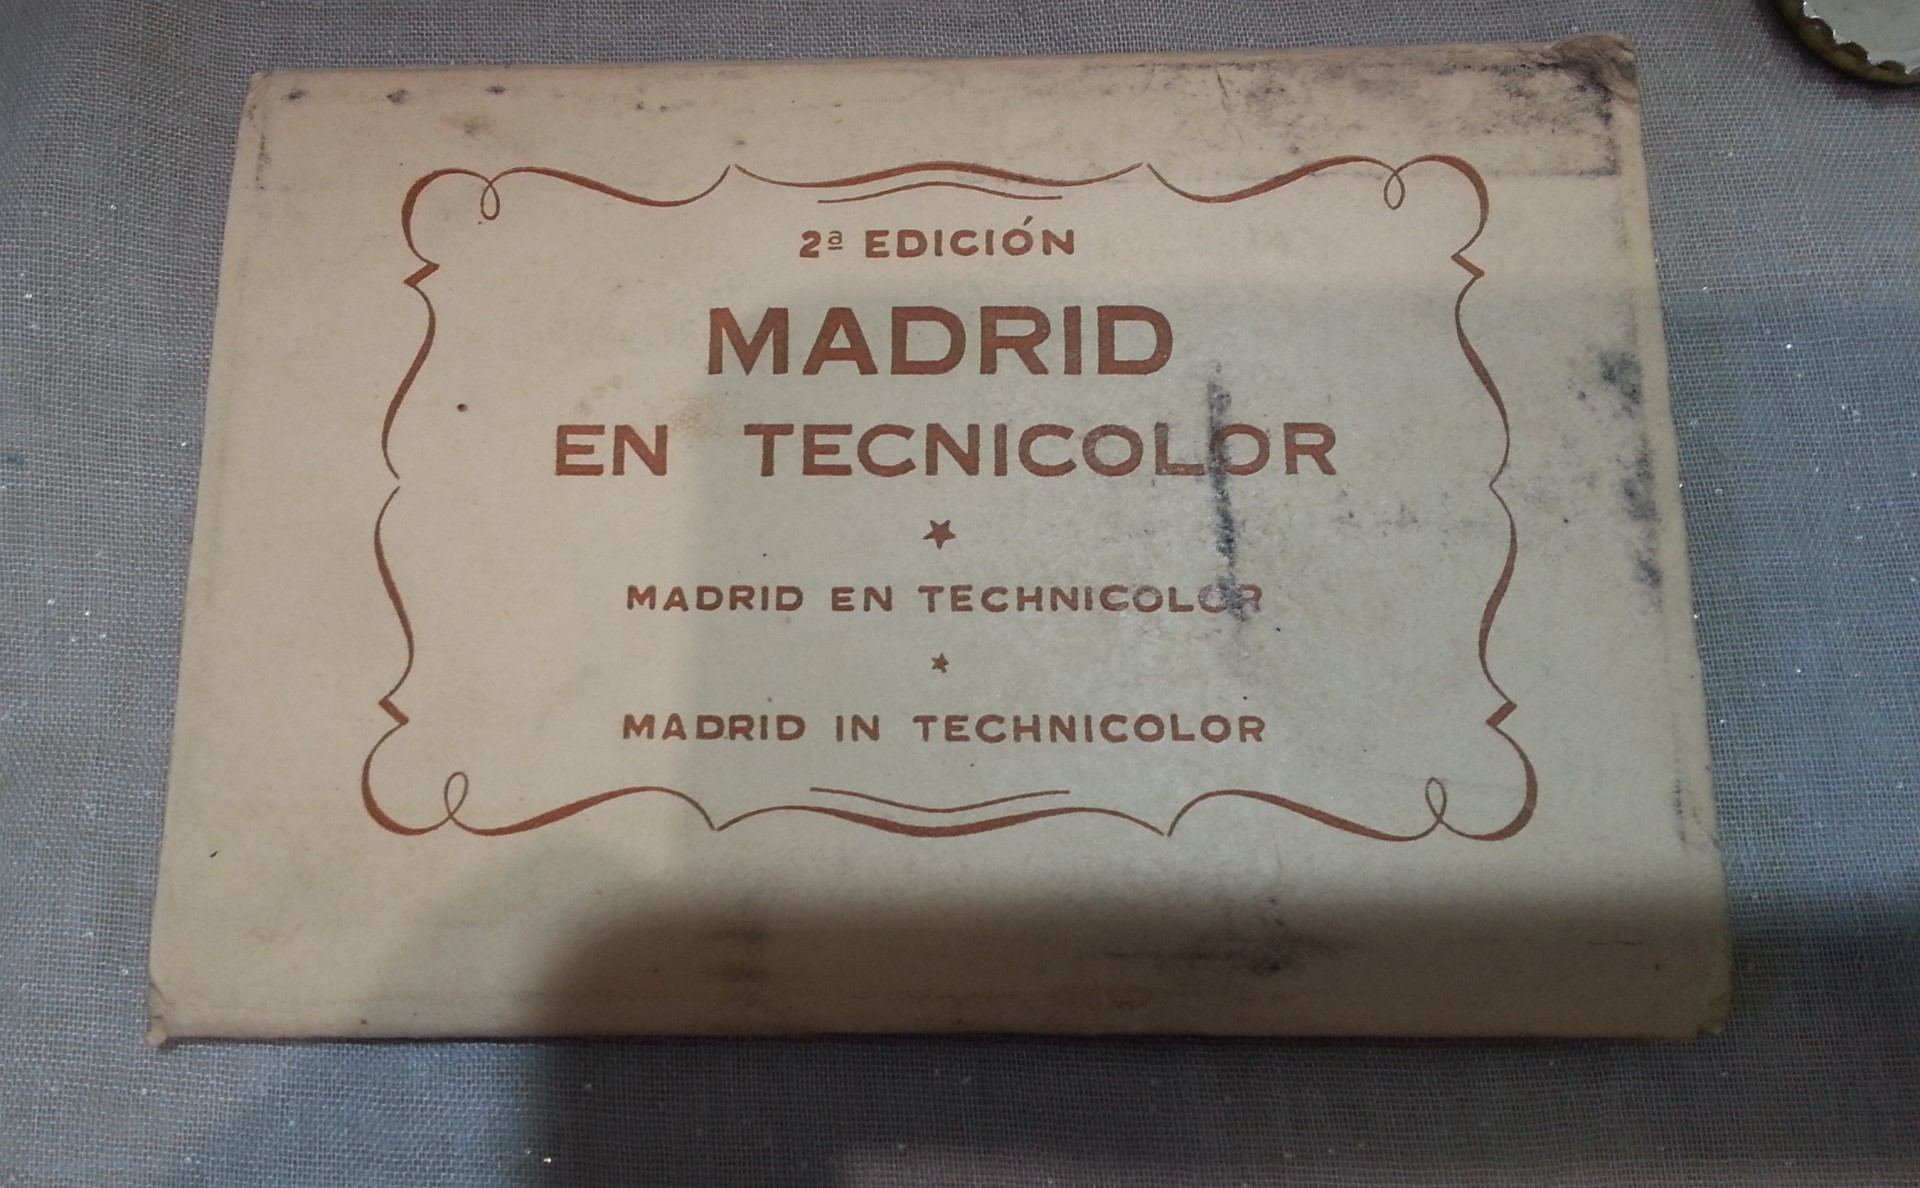 2ª EDICIÓN
MADRID
EN TECNICOLOR
MADRID EN TECHNICOLOR
MADRID IN TECHNICOLOR